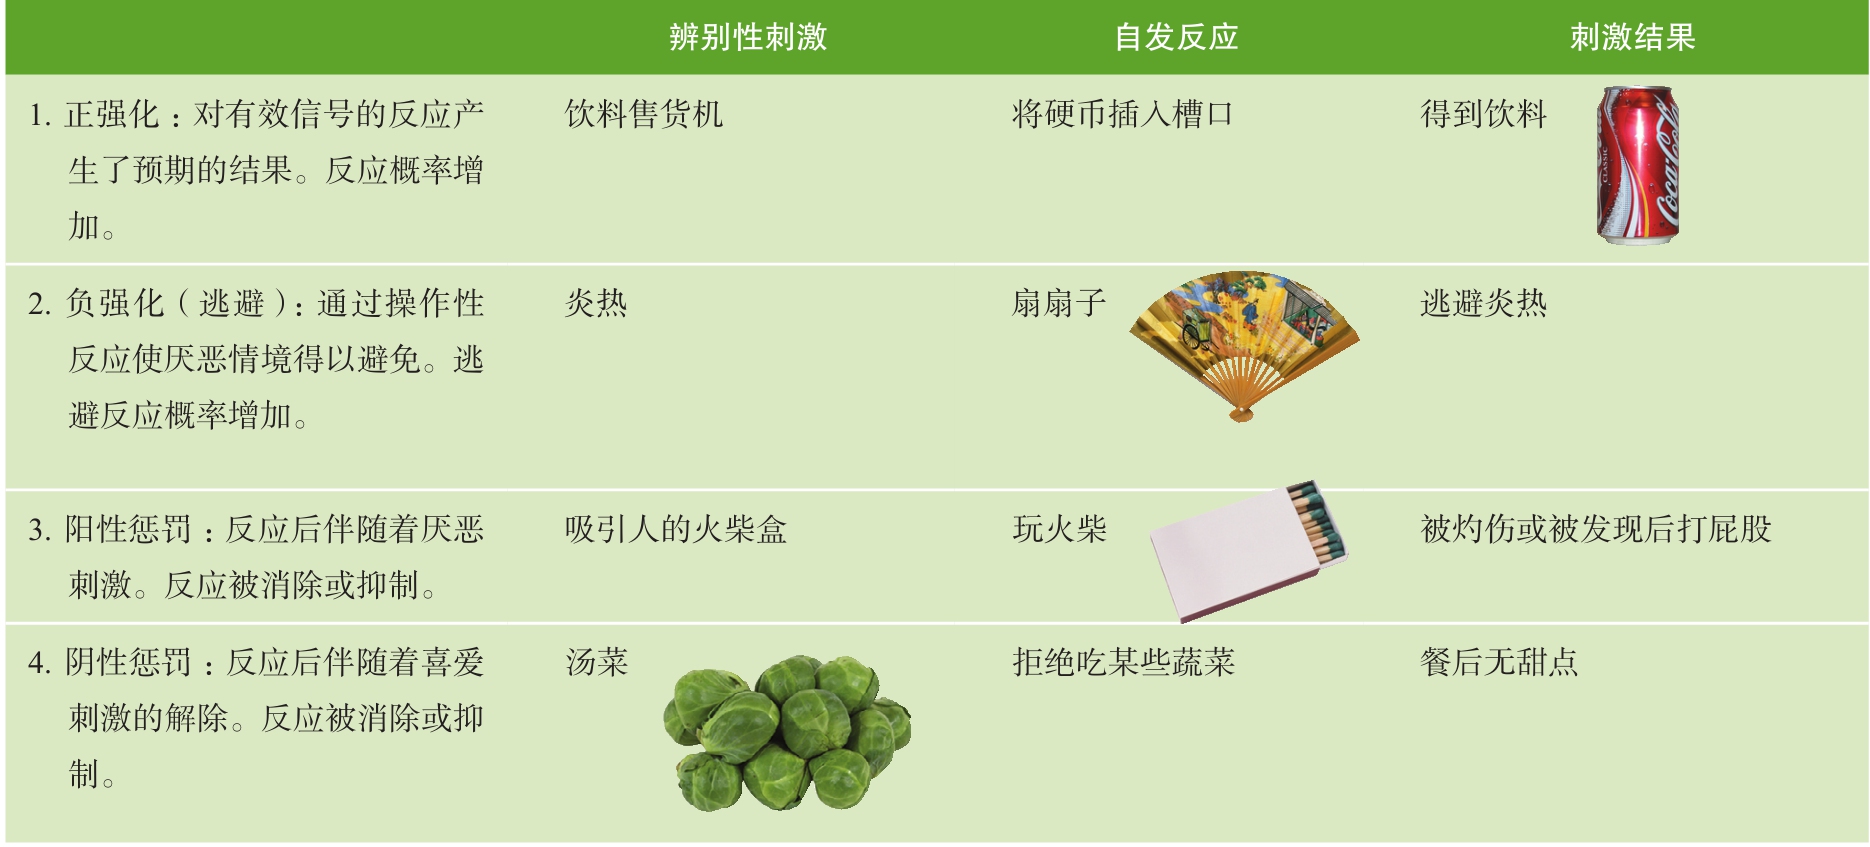 辨别性刺激 自发反应 刺激结果
1. 正强化：对有效信号的反应产 饮料售货机 将硬币插入槽口 得到饮料
生了预期的结果。反应概率增
加。
CLASSIC
Coca-Cola
2. 负强化（逃避）：通过操作性 炎热 扇扇子 逃避炎热
反应使厌恶情境得以避免。逃
避反应概率增加。
3. 阳性惩罚：反应后伴随着厌恶 吸引人的火柴盒 玩火柴 被灼伤或被发现后打屁股
刺激。反应被消除或抑制。
4. 阴性惩罚：反应后伴随着喜爱 汤菜 拒绝吃某些蔬菜 餐后无甜点
刺激的解除。反应被消除或抑
制。